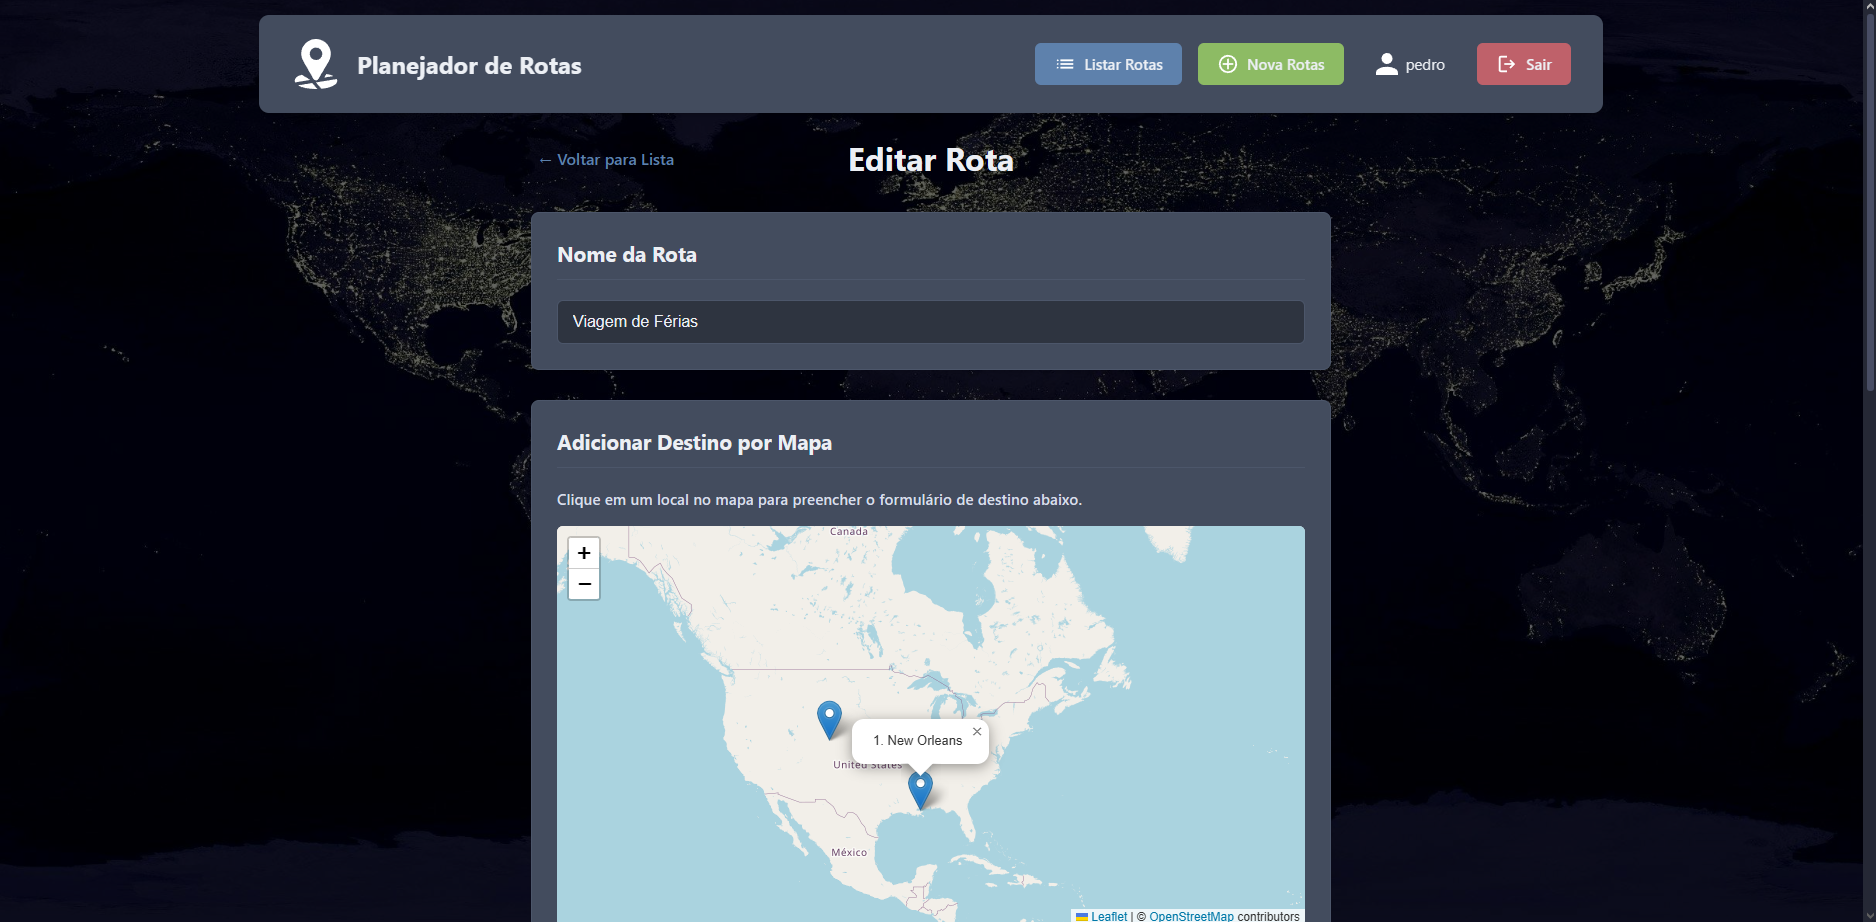 Planejador de Rotas
Listar Rotas
Nova Rotas
pedro
Sair
← Voltar para Lista
Editar Rota
Nome da Rota
Viagem de Férias
Adicionar Destino por Mapa
Clique em um local no mapa para preencher o formulário de destino abaixo.
+
−
Canada
1. New Orleans
×
United States
México
Leaflet | © OpenStreetMap contributors